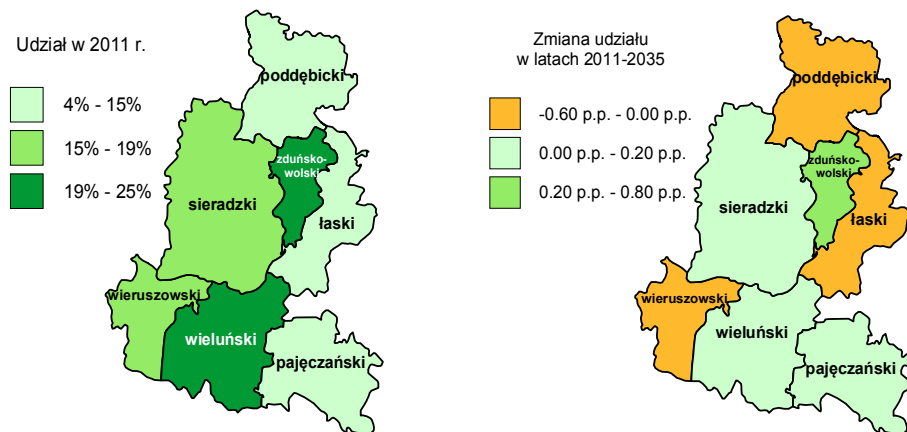 Udział w 2011 r.
4% - 15%
15% - 19%
19% - 25%
poddębicki
zduńsko-
wolski
sieradzki
łaski
wieruszowski
wieluński
pajęczański
Zmiana udziału
w latach 2011-2035
-0.60 p.p. - 0.00 p.p.
0.00 p.p. - 0.20 p.p.
0.20 p.p. - 0.80 p.p.
poddębicki
zduńsko-
wolski
sieradzki
łaski
wieruszowski
wieluński
pajęczański